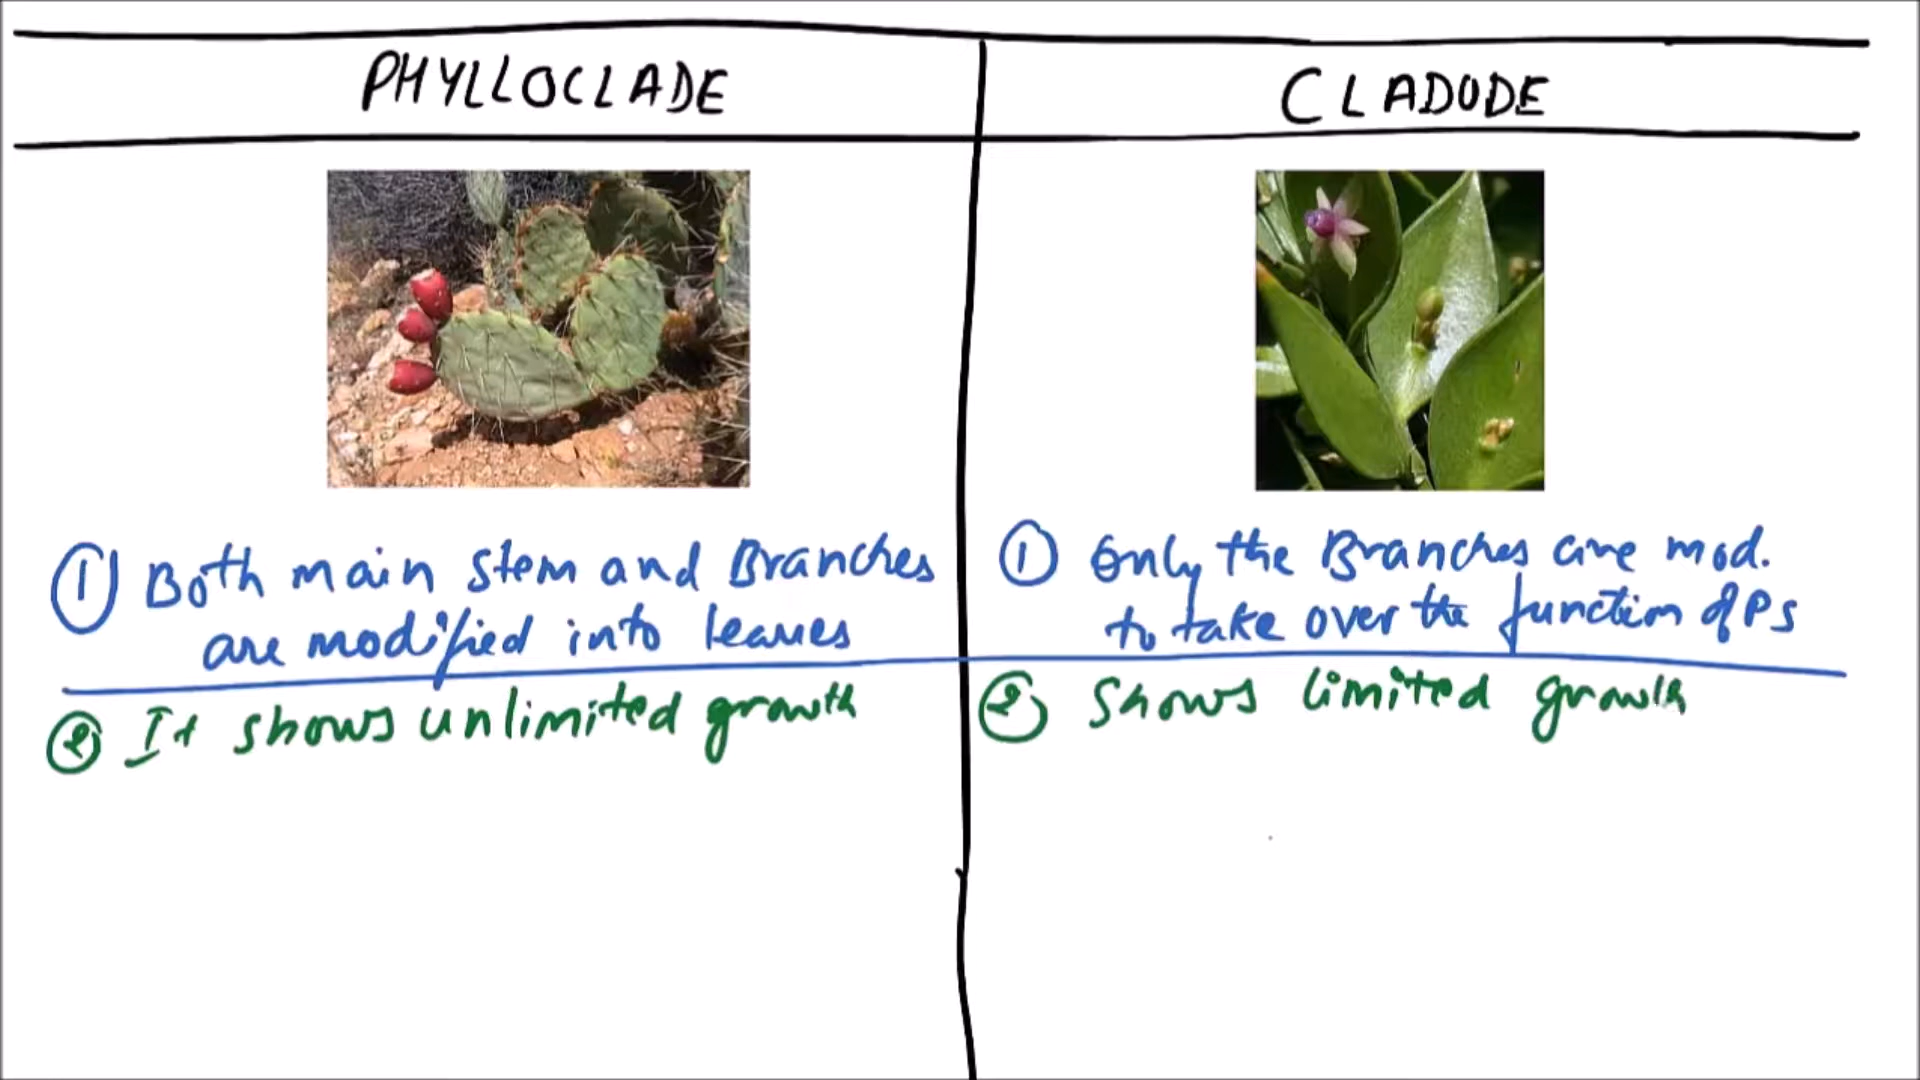 PHYLLOCLADE
CLADODE
① Both main stem and Branches
are modified into leaves
① Only the Branches are mod.
to take over the function of PS
② It shows unlimited growth
② Shows limited growth